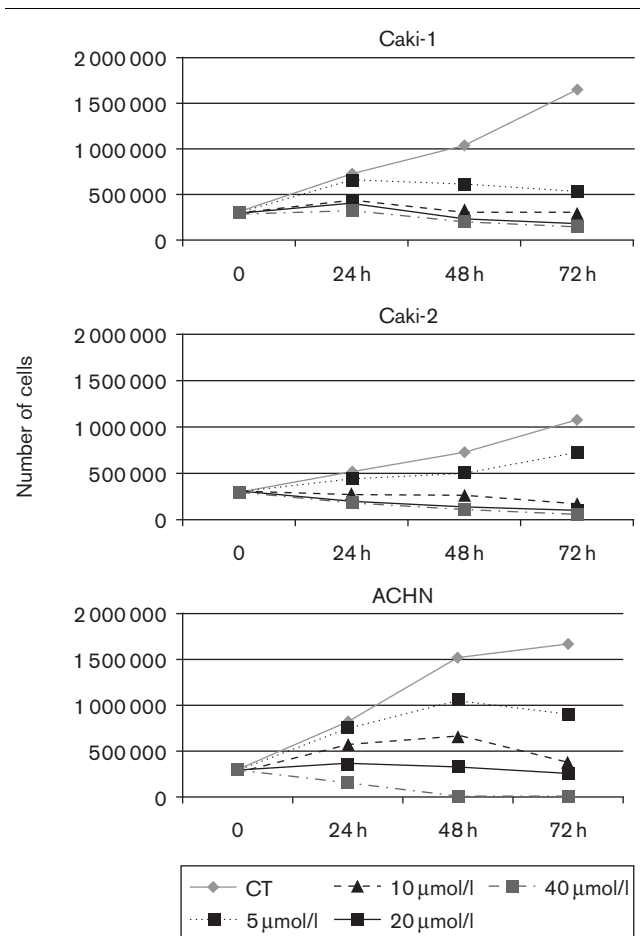 Caki-1
2 000 000
1 500 000
1 000 000
500 000
0
0 24 h 48 h 72 h
Caki-2
2 000 000
1 500 000
1 000 000
500 000
0
0 24 h 48 h 72 h
Number of cells
ACHN
2 000 000
1 500 000
1 000 000
500 000
0
0 24 h 48 h 72 h
CT 10 μmol/l 40 μmol/l
5 μmol/l 20 μmol/l